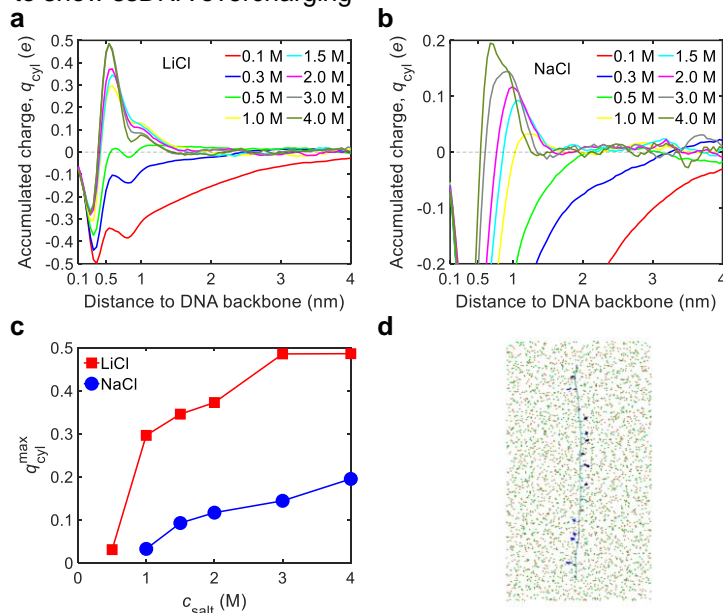 to show ssDNA overcharging
a
b
0.5
0.4
0.3
0.2
0.1
0
-0.1
-0.2
-0.3
-0.4
-0.5
Accumulated charge, q_cyl (e)
LiCl
0.1 M
0.3 M
0.5 M
1.0 M
1.5 M
2.0 M
3.0 M
4.0 M
0.1 0.5 1 2 3 4
Distance to DNA backbone (nm)
0.2
0.1
0
-0.1
-0.2
Accumulated charge, q_cyl (e)
NaCl
0.1 M
0.3 M
0.5 M
1.0 M
1.5 M
2.0 M
3.0 M
4.0 M
0.1 0.5 1 2 3 4
Distance to DNA backbone (nm)
c
d
0.5
0.4
0.3
0.2
0.1
0
q_cyl^max
LiCl
NaCl
0 1 2 3 4
c_salt (M)